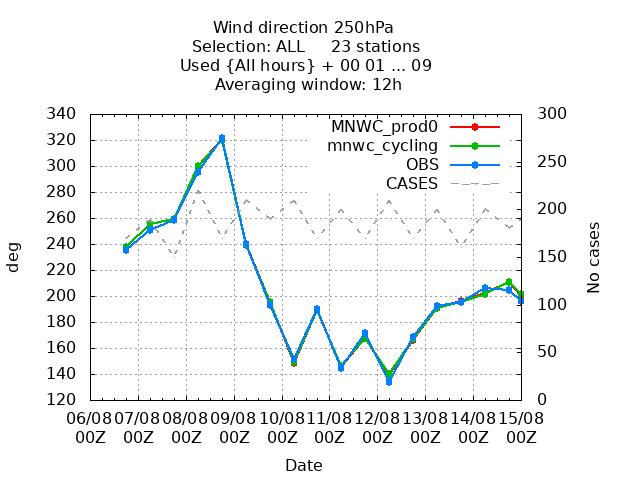 Wind direction 250hPa
Selection: ALL     23 stations
Used {All hours} + 00 01 ... 09
Averaging window: 12h
MNWC_prod0
mnwc_cycling
OBS
CASES
340
320
300
280
260
240
220
200
180
160
140
120
deg
300
250
200
150
100
50
0
No cases
06/08 07/08 08/08 09/08 10/08 11/08 12/08 13/08 14/08 15/08
00Z 00Z 00Z 00Z 00Z 00Z 00Z 00Z 00Z 00Z
Date